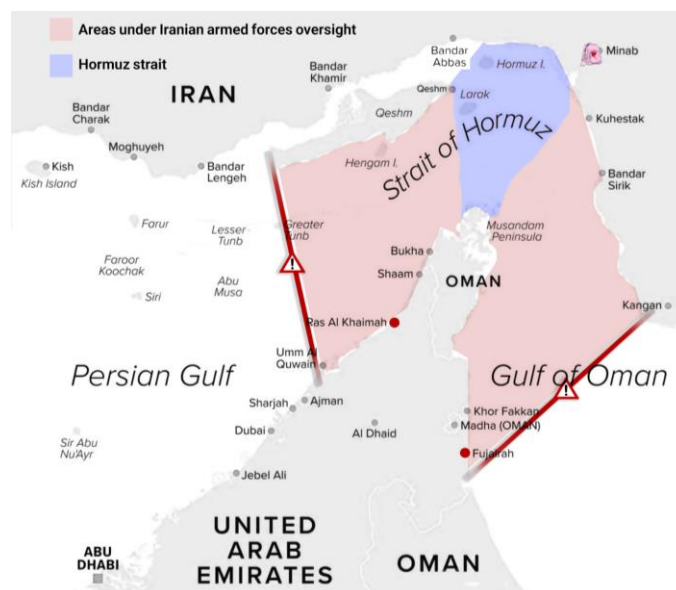 Areas under Iranian armed forces oversight
Hormuz strait
Bandar
Abbas
Hormuz I.
Minab
Bandar
Khamir
IRAN
Qeshm
Larak
Qeshm
Bandar
Charak
Kuhestak
Moghuyeh
Strait of Hormuz
Hengam I.
Kish
Kish Island
Bandar
Lengeh
Bandar
Sirik
Farur
Lesser
Tunb
Greater
Tunb
Musandam
Peninsula
Bukha
Faroor
Koochak
Shaam
OMAN
Siri
Abu
Musa
Kangan
Ras Al Khaimah
Umm Al
Quwain
Persian Gulf
Gulf of Oman
Sharjah
Ajman
Khor Fakkan
Madha (OMAN)
Dubai
Al Dhaid
Sir Abu
Nu'Ayr
Fujairah
Jebel Ali
UNITED
ARAB
EMIRATES
OMAN
ABU
DHABI